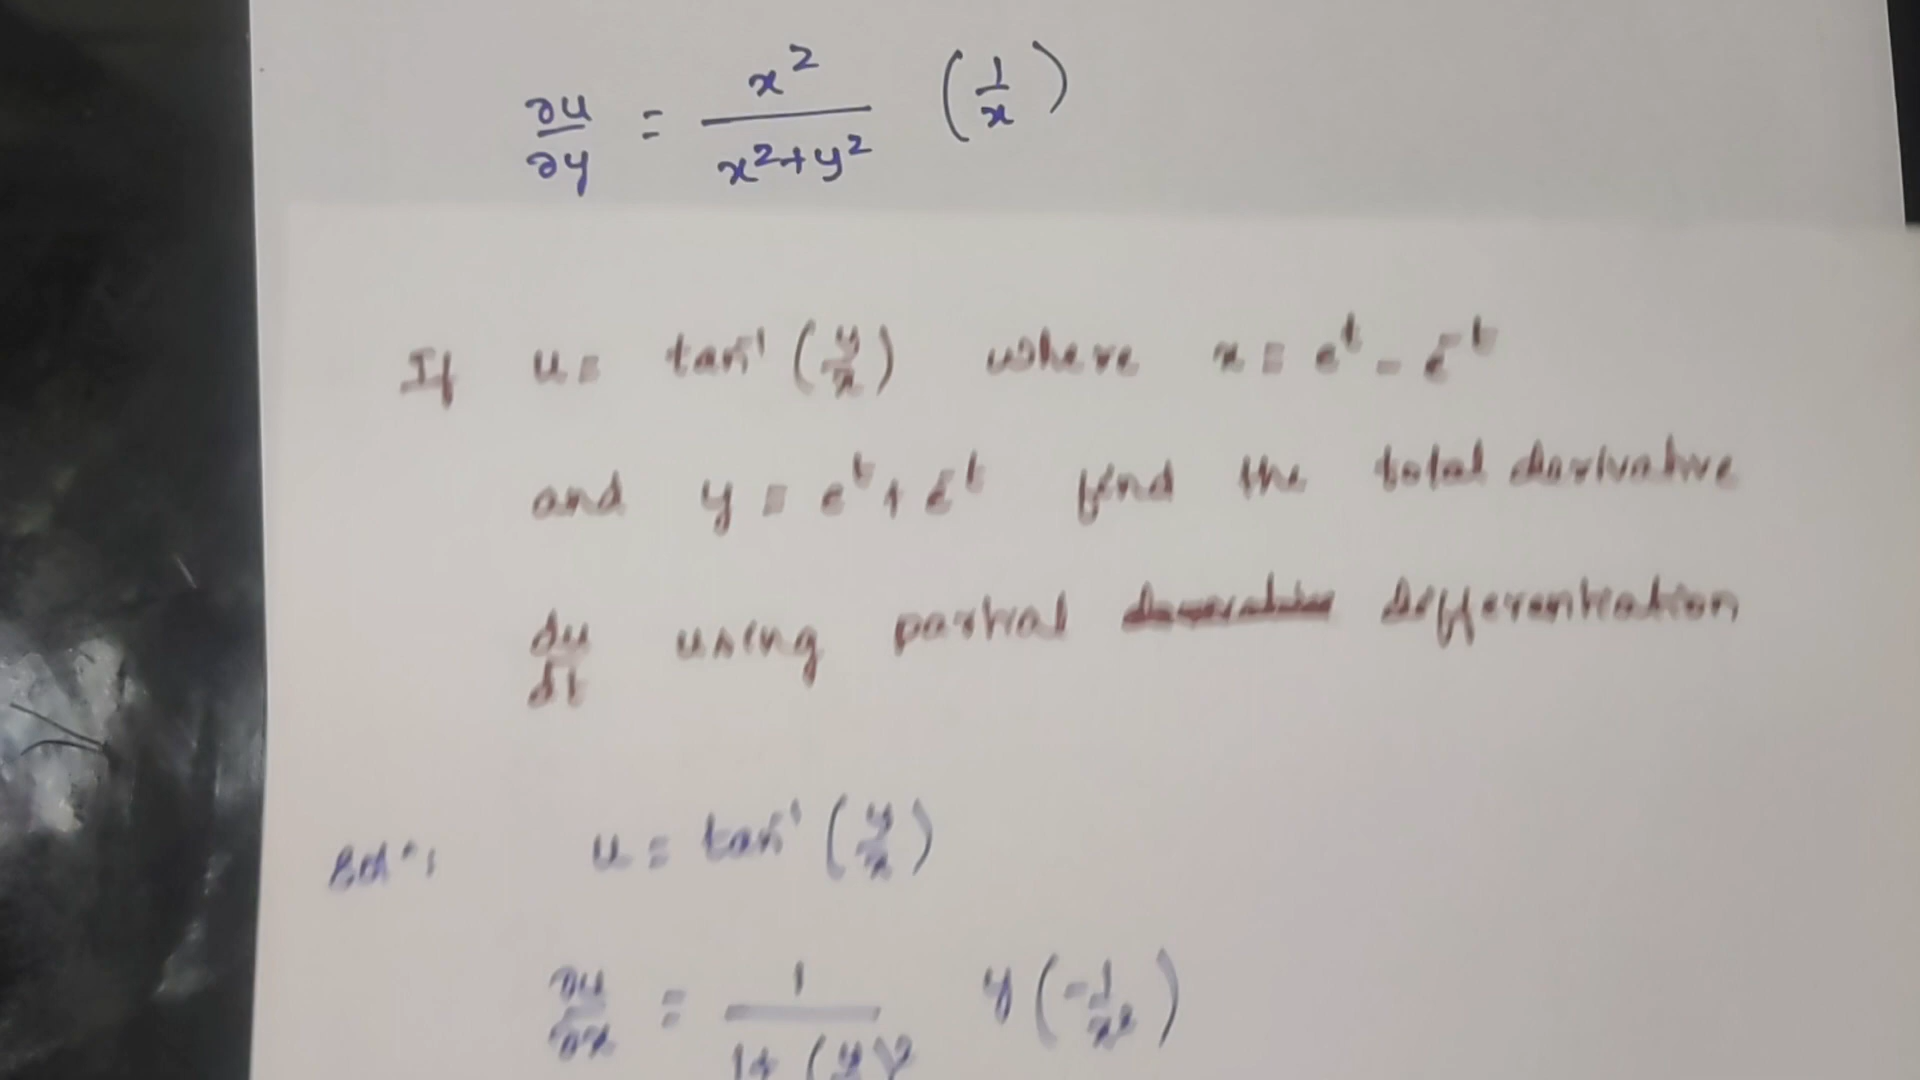 ∂u/∂y = x²/(x²+y²) (1/x)
If u = tan⁻¹ (y/x) where x = eᵗ - e⁻ᵗ
and y = eᵗ + e⁻ᵗ find the total derivative
du/dt using partial differentiation
Solⁿ: u = tan⁻¹ (y/x)
∂u/∂x = 1/(1+(y/x)²) y(-1/x²)